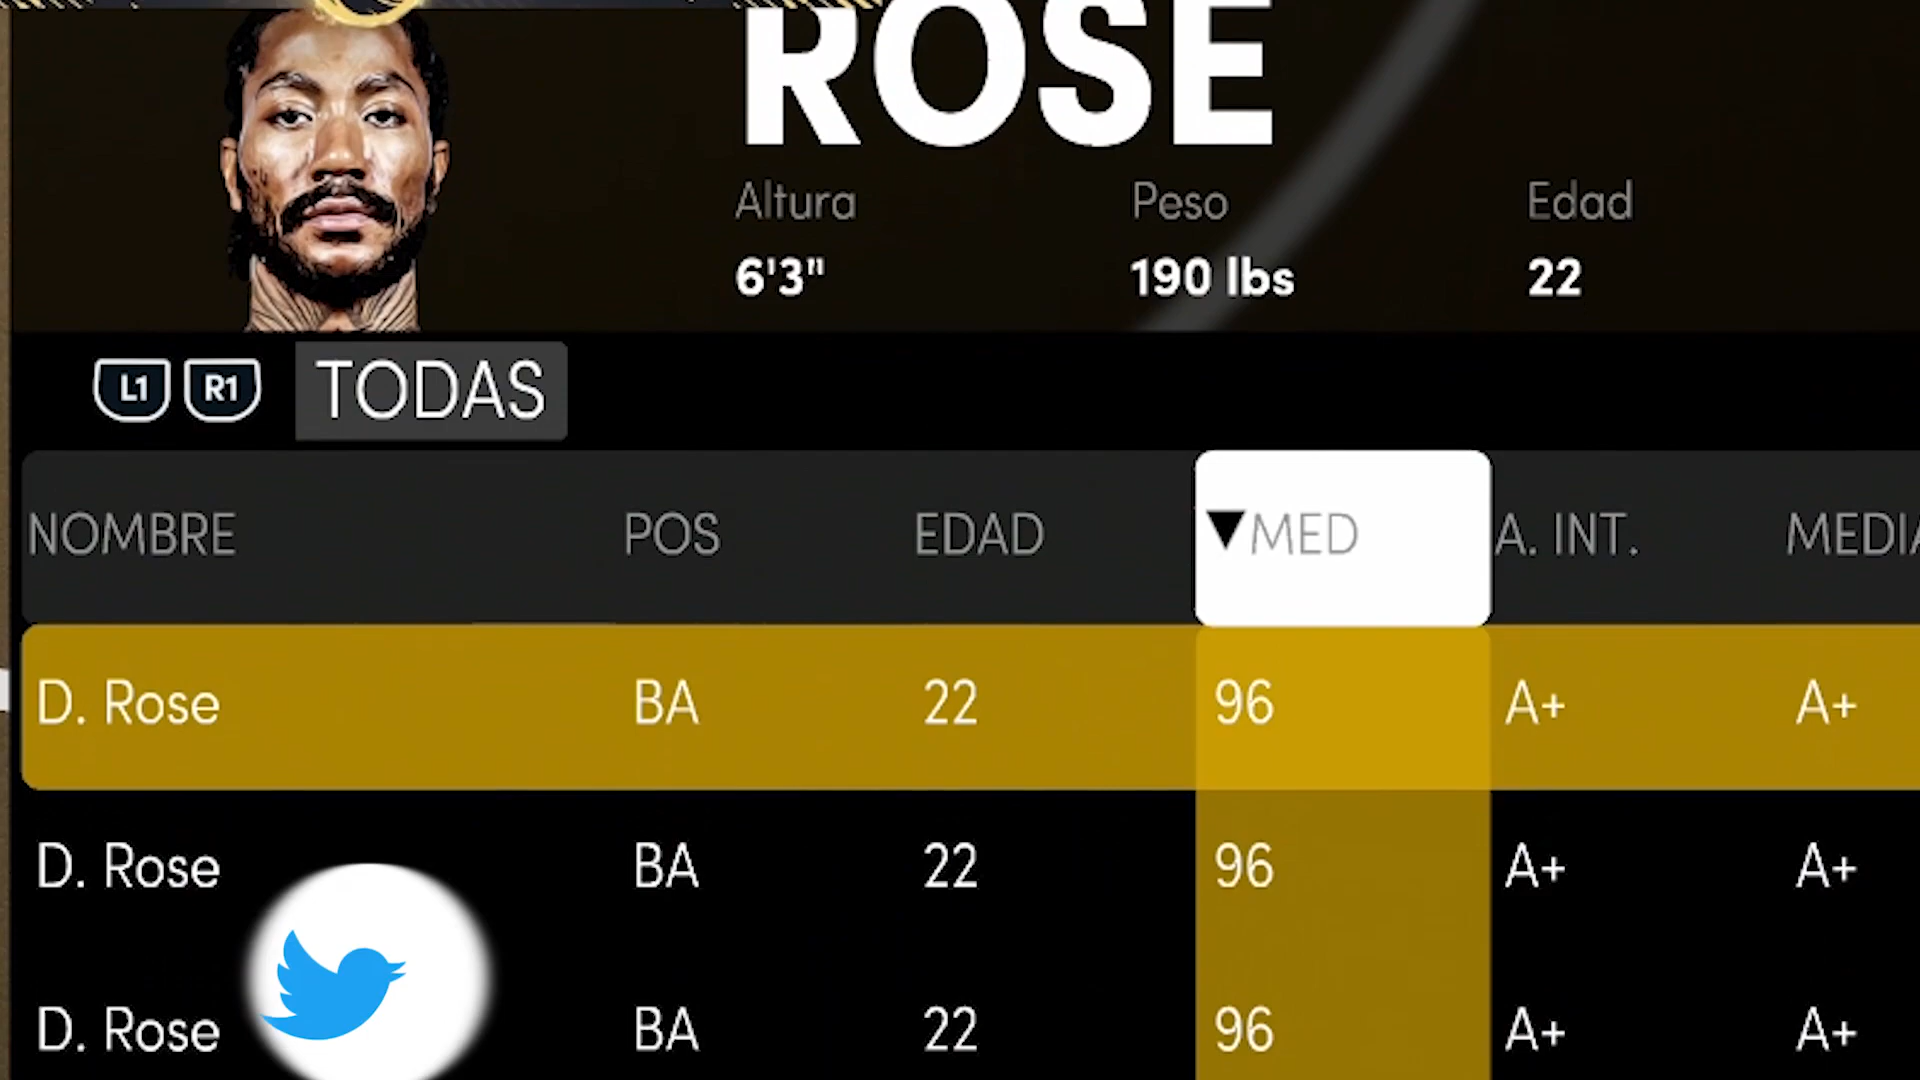 ROSE
Altura Peso Edad
6'3" 190 lbs 22
L1 R1 TODAS
NOMBRE POS EDAD ▼MED A. INT. MEDIA
D. Rose BA 22 96 A+ A+
D. Rose BA 22 96 A+ A+
D. Rose BA 22 96 A+ A+